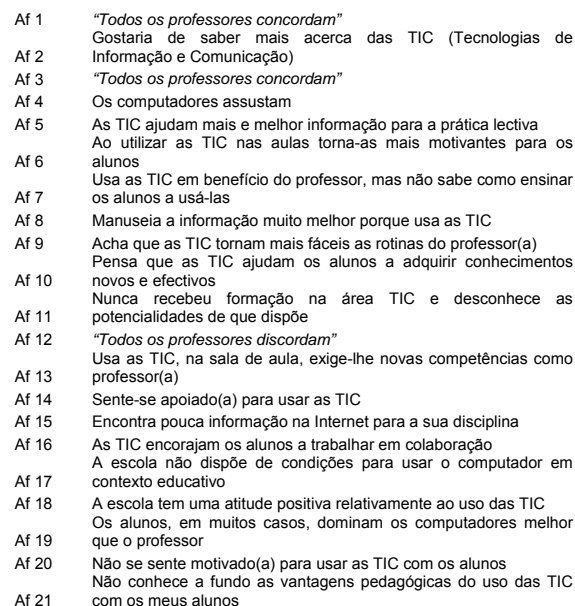 Af 1 "Todos os professores concordam"
Gostaria de saber mais acerca das TIC (Tecnologias de
Af 2 Informação e Comunicação)
Af 3 "Todos os professores concordam"
Af 4 Os computadores assustam
Af 5 As TIC ajudam mais e melhor informação para a prática lectiva
Ao utilizar as TIC nas aulas torna-as mais motivantes para os
Af 6 alunos
Usa as TIC em benefício do professor, mas não sabe como ensinar
Af 7 os alunos a usá-las
Af 8 Manuseia a informação muito melhor porque usa as TIC
Af 9 Acha que as TIC tornam mais fáceis as rotinas do professor(a)
Pensa que as TIC ajudam os alunos a adquirir conhecimentos
Af 10 novos e efectivos
Nunca recebeu formação na área TIC e desconhece as
Af 11 potencialidades de que dispõe
Af 12 "Todos os professores discordam"
Usa as TIC, na sala de aula, exige-lhe novas competências como
Af 13 professor(a)
Af 14 Sente-se apoiado(a) para usar as TIC
Af 15 Encontra pouca informação na Internet para a sua disciplina
Af 16 As TIC encorajam os alunos a trabalhar em colaboração
A escola não dispõe de condições para usar o computador em
Af 17 contexto educativo
Af 18 A escola tem uma atitude positiva relativamente ao uso das TIC
Os alunos, em muitos casos, dominam os computadores melhor
Af 19 que o professor
Af 20 Não se sente motivado(a) para usar as TIC com os alunos
Não conhece a fundo as vantagens pedagógicas do uso das TIC
Af 21 com os meus alunos